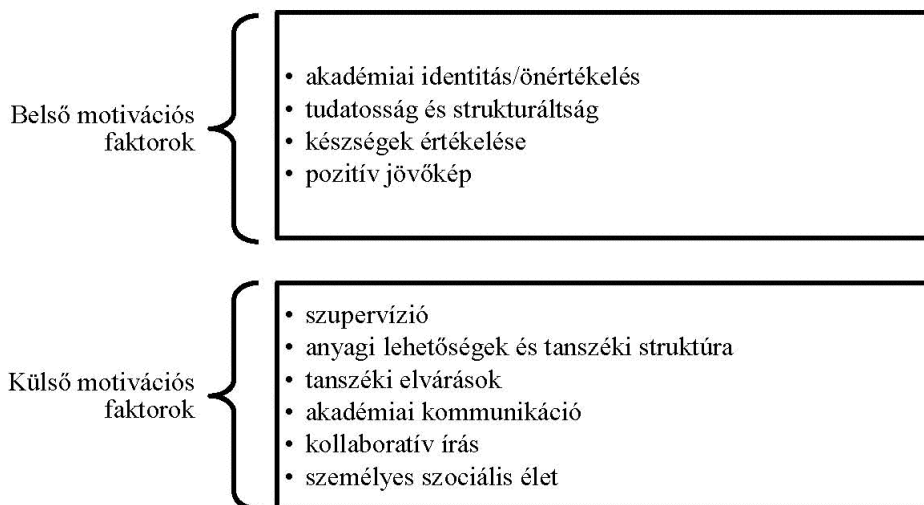 Belső motivációs
faktorok
• akadémiai identitás/önértékelés
• tudatosság és strukturáltság
• készségek értékelése
• pozitív jövőkép
Külső motivációs
faktorok
• szupervízió
• anyagi lehetőségek és tanszéki struktúra
• tanszéki elvárások
• akadémiai kommunikáció
• kollaboratív írás
• személyes szociális élet